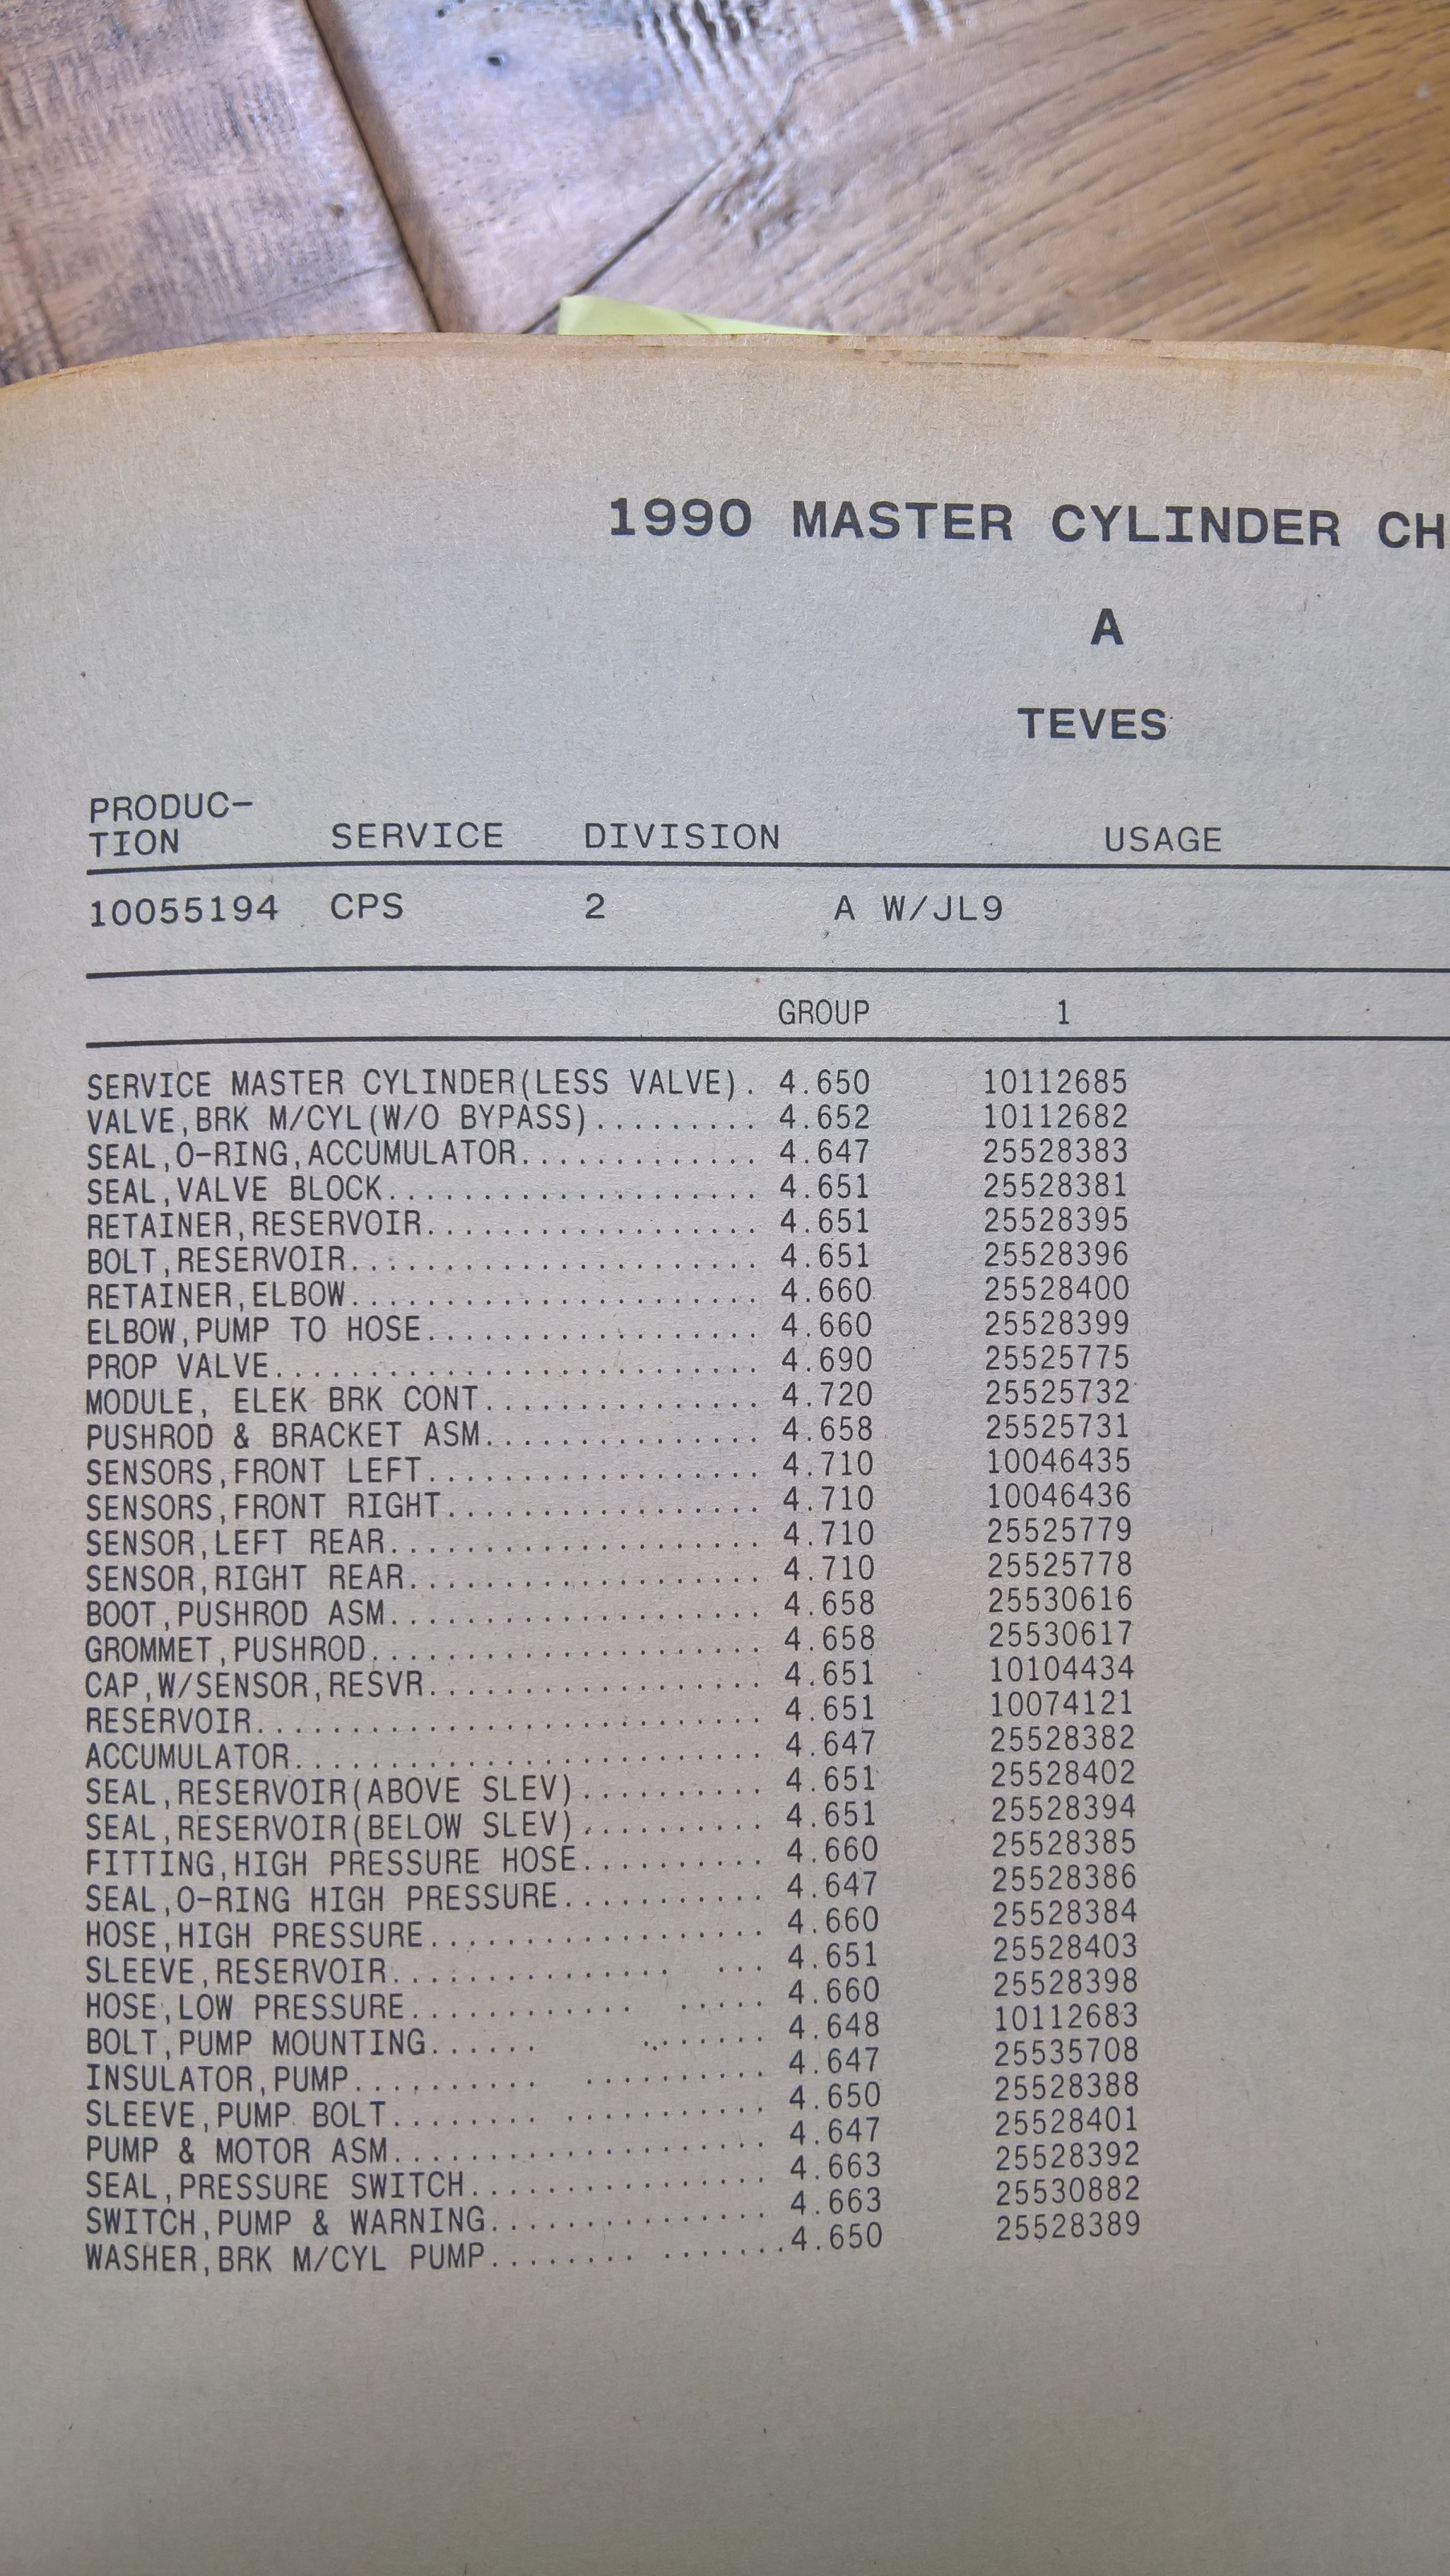 1990 MASTER CYLINDER CH
A
TEVES
PRODUC-
TION SERVICE DIVISION USAGE
10055194 CPS 2 A W/JL9
GROUP 1
SERVICE MASTER CYLINDER(LESS VALVE). 4.650 10112685
VALVE,BRK M/CYL(W/O BYPASS)......... 4.652 10112682
SEAL,O-RING,ACCUMULATOR............. 4.647 25528383
SEAL,VALVE BLOCK.................... 4.651 25528381
RETAINER,RESERVOIR.................. 4.651 25528395
BOLT,RESERVOIR...................... 4.651 25528396
RETAINER,ELBOW...................... 4.660 25528400
ELBOW,PUMP TO HOSE.................. 4.660 25528399
PROP VALVE.......................... 4.690 25525775
MODULE, ELEK BRK CONT............... 4.720 25525732
PUSHROD & BRACKET ASM............... 4.658 25525731
SENSORS,FRONT LEFT.................. 4.710 10046435
SENSORS,FRONT RIGHT................. 4.710 10046436
SENSOR,LEFT REAR.................... 4.710 25525779
SENSOR,RIGHT REAR................... 4.710 25525778
BOOT,PUSHROD ASM.................... 4.658 25530616
GROMMET,PUSHROD..................... 4.658 25530617
CAP,W/SENSOR,RESVR.................. 4.651 10104434
RESERVOIR........................... 4.651 10074121
ACCUMULATOR......................... 4.647 25528382
SEAL,RESERVOIR(ABOVE SLEV).......... 4.651 25528402
SEAL,RESERVOIR(BELOW SLEV).......... 4.651 25528394
FITTING,HIGH PRESSURE HOSE.......... 4.660 25528385
SEAL,O-RING HIGH PRESSURE........... 4.647 25528386
HOSE,HIGH PRESSURE.................. 4.660 25528384
SLEEVE,RESERVOIR............... ... 4.651 25528403
HOSE,LOW PRESSURE............ ..... 4.660 25528398
BOLT,PUMP MOUNTING...... ....... 4.648 10112683
INSULATOR,PUMP.......... .......... 4.647 25535708
SLEEVE,PUMP BOLT........ ........... 4.650 25528388
PUMP & MOTOR ASM.................... 4.647 25528401
SEAL,PRESSURE SWITCH................ 4.663 25528392
SWITCH,PUMP & WARNING............... 4.663 25530882
WASHER,BRK M/CYL PUMP........ .......4.650 25528389